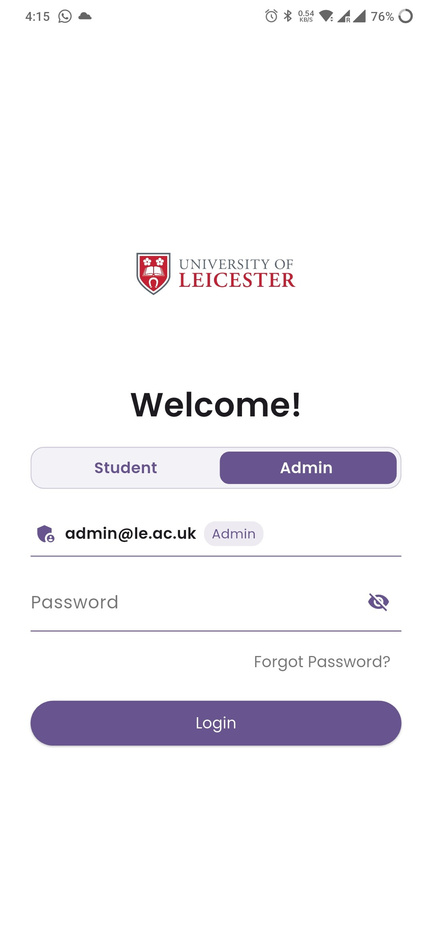 4:15 0.54 KB/S R 76%
UNIVERSITY OF
LEICESTER
Welcome!
Student Admin
admin@le.ac.uk Admin
Password
Forgot Password?
Login